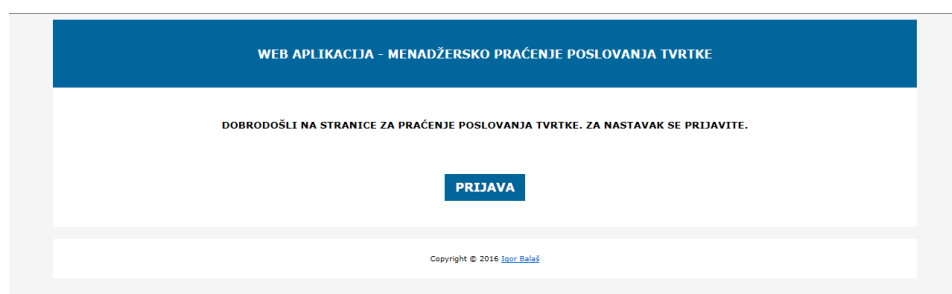 WEB APLIKACIJA - MENADŽERSKO PRAĆENJE POSLOVANJA TVRTKE
DOBRODOŠLI NA STRANICE ZA PRAĆENJE POSLOVANJA TVRTKE. ZA NASTAVAK SE PRIJAVITE.
PRIJAVA
Copyright © 2016 Igor Balaš